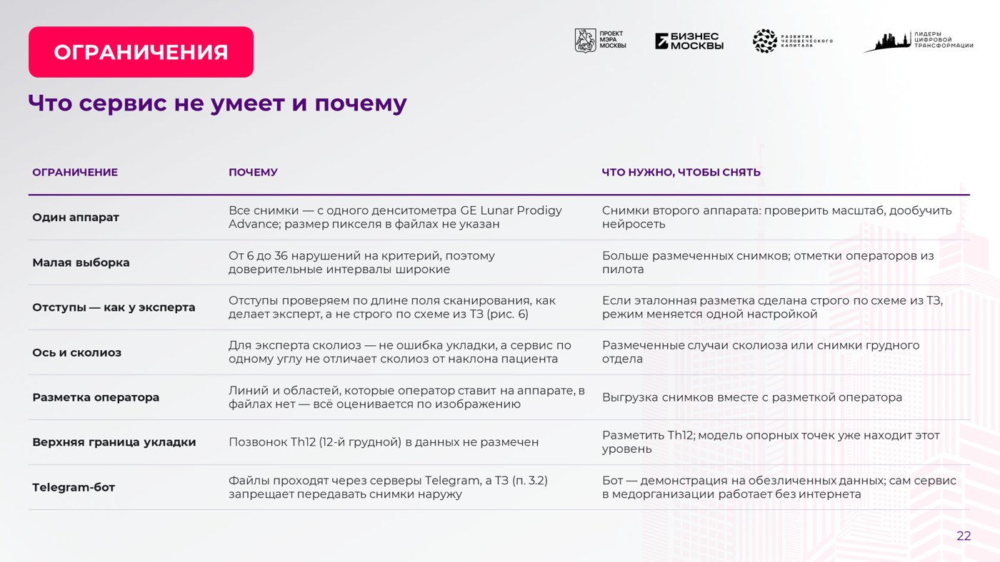 ОГРАНИЧЕНИЯ
ПРОЕКТ
МЭРА
МОСКВЫ
БИЗНЕС
МОСКВЫ
РАЗВИТИЕ
ЧЕЛОВЕЧЕСКОГО
КАПИТАЛА
ЛИДЕРЫ
ЦИФРОВОЙ
ТРАНСФОРМАЦИИ
Что сервис не умеет и почему
ОГРАНИЧЕНИЕ
ПОЧЕМУ
ЧТО НУЖНО, ЧТОБЫ СНЯТЬ
Один аппарат
Все снимки — с одного денситометра GE Lunar Prodigy
Advance; размер пикселя в файлах не указан
Снимки второго аппарата: проверить масштаб, дообучить
нейросеть
Малая выборка
От 6 до 36 нарушений на критерий, поэтому
доверительные интервалы широкие
Больше размеченных снимков; отметки операторов из
пилота
Отступы — как у эксперта
Отступы проверяем по длине поля сканирования, как
делает эксперт, а не строго по схеме из ТЗ (рис. 6)
Если эталонная разметка сделана строго по схеме из ТЗ,
режим меняется одной настройкой
Ось и сколиоз
Для эксперта сколиоз — не ошибка укладки, а сервис по
одному углу не отличает сколиоз от наклона пациента
Размеченные случаи сколиоза или снимки грудного
отдела
Разметка оператора
Линий и областей, которые оператор ставит на аппарате, в
файлах нет — всё оценивается по изображению
Выгрузка снимков вместе с разметкой оператора
Верхняя граница укладки
Позвонок Th12 (12-й грудной) в данных не размечен
Разметить Th12; модель опорных точек уже находит этот
уровень
Telegram-бот
Файлы проходят через серверы Telegram, а ТЗ (п. 3.2)
запрещает передавать снимки наружу
Бот — демонстрация на обезличенных данных; сам сервис
в медорганизации работает без интернета
22